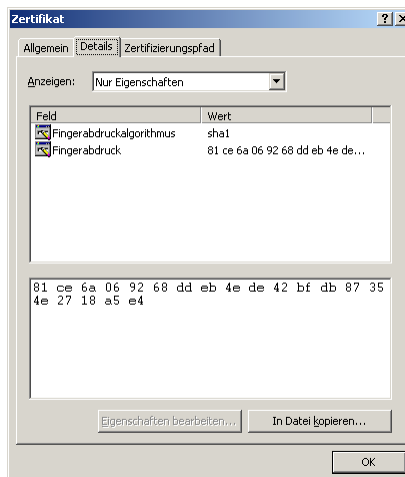 Zertifikat
Allgemein Details Zertifizierungspfad
Anzeigen: Nur Eigenschaften
Feld Wert
Fingerabdruckalgorithmus sha1
Fingerabdruck 81 ce 6a 06 92 68 dd eb 4e de...
81 ce 6a 06 92 68 dd eb 4e de 42 bf db 87 35
4e 27 18 a5 e4
Eigenschaften bearbeiten... In Datei kopieren...
OK